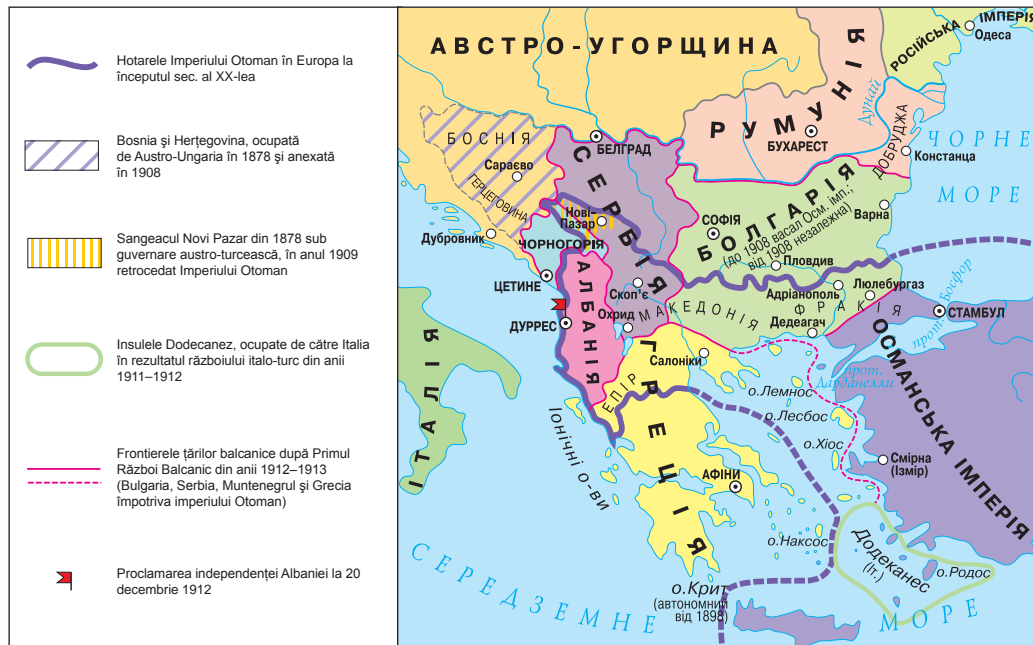 Hotarele Imperiului Otoman în Europa la
începutul sec. al XX-lea
Bosnia și Herțegovina, ocupată
de Austro-Ungaria în 1878 și anexată
în 1908
Sangeacul Novi Pazar din 1878 sub
guvernare austro-turcească, în anul 1909
retrocedat Imperiului Otoman
Insulele Dodecanez, ocupate de către Italia
în rezultatul războiului italo-turc din anii
1911–1912
Frontierele țărilor balcanice după Primul
Război Balcanic din anii 1912–1913
(Bulgaria, Serbia, Muntenegrul și Grecia
împotriva imperiului Otoman)
Proclamarea independenței Albaniei la 20
decembrie 1912
АВСТРО-УГОРЩИНА
РОСІЙСЬКА ІМПЕРІЯ
Одеса
РУМУНІЯ
БУХАРЕСТ
Дунай
ДОБРУДЖА
Констанца
ЧОРНЕ
МОРЕ
БОСНІЯ
Сараєво
ГЕРЦЕГОВИНА
БЕЛГРАД
СЕРБІЯ
Нові-
Пазар
Дубровник
ЧОРНОГОРІЯ
ЦЕТИНЕ
СОФІЯ
БОЛГАРІЯ
(до 1908 васал Осм. імп.;
від 1908 незалежна)
Варна
Пловдив
Скоп'є
АЛБАНІЯ
ДУРРЕС
Охрид
МАКЕДОНІЯ
ФРАКІЯ
Адріанополь
Люлебургаз
Дедеагач
прот. Босфор
СТАМБУЛ
ІТАЛІЯ
Салоніки
ЕПІР
ГРЕЦІЯ
прот.
Дарданелли
о.Лемнос
о.Лесбос
о.Хіос
Смірна
(Ізмір)
ОСМАНСЬКА ІМПЕРІЯ
Іонічні о-ви
АФІНИ
о.Наксос
Додеканес
(Іт.)
о.Родос
о.Крит
(автономний
від 1898)
СЕРЕДЗЕМНЕ МОРЕ